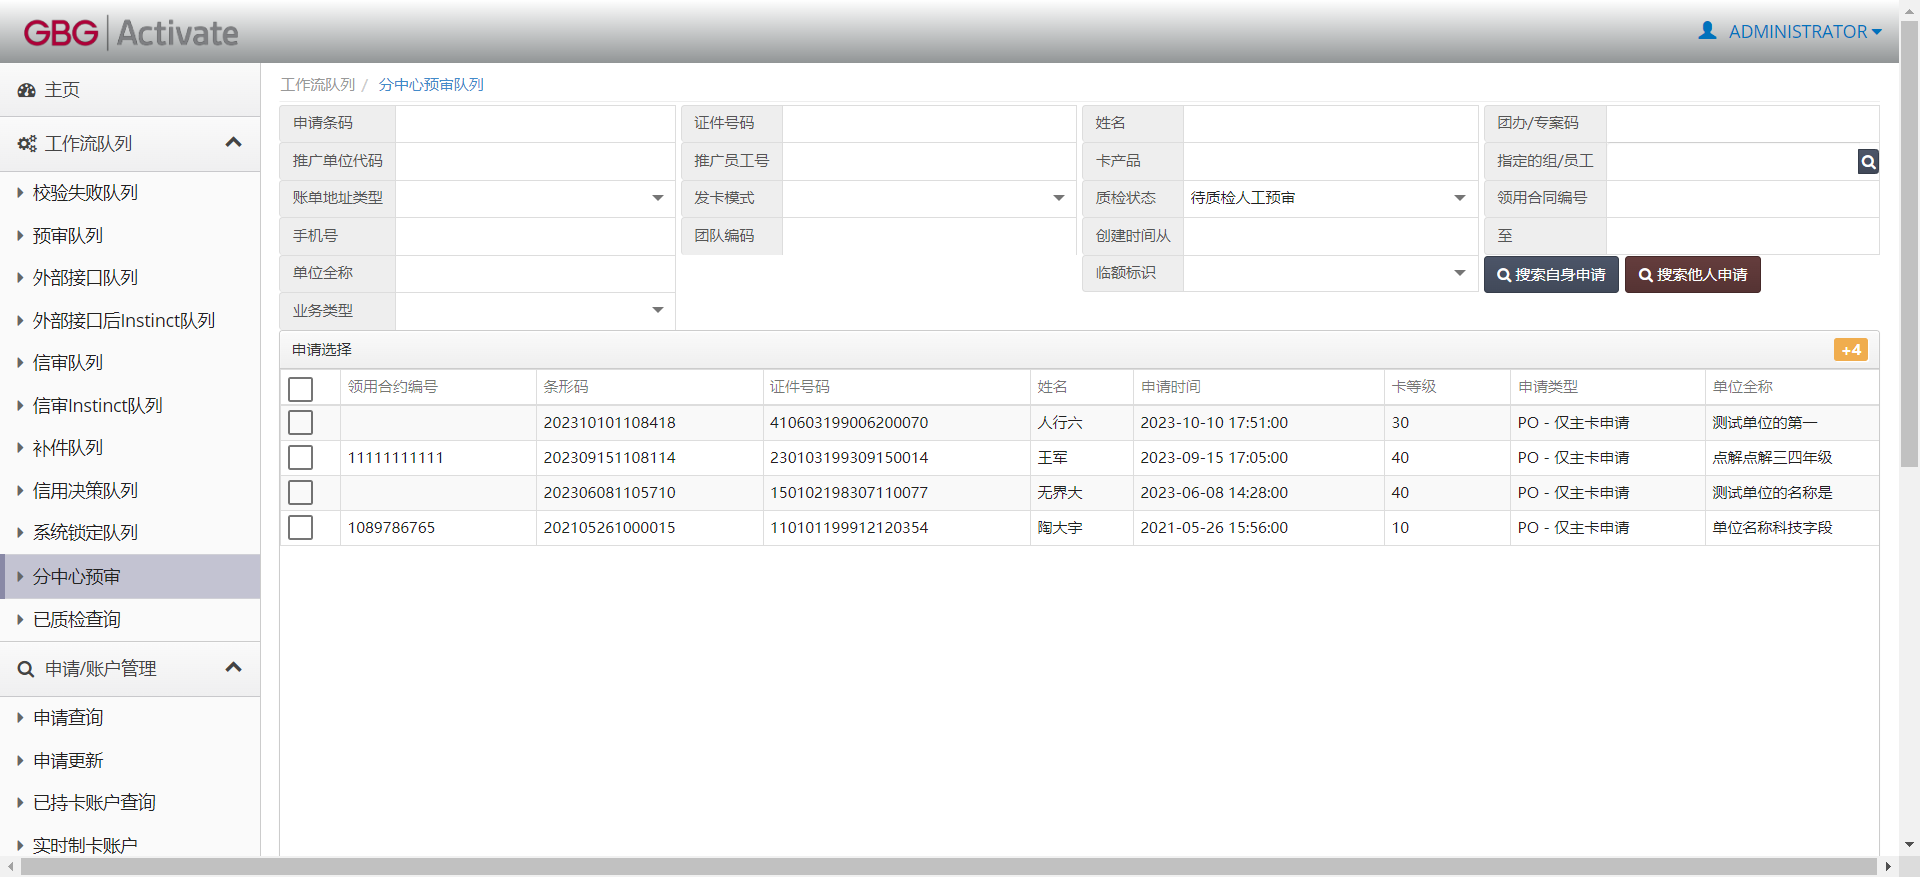 GBG Activate
ADMINISTRATOR
主页
工作流队列
校验失败队列
预审队列
外部接口队列
外部接口后Instinct队列
信审队列
信审Instinct队列
补件队列
信用决策队列
系统锁定队列
分中心预审
已质检查询
申请/账户管理
申请查询
申请更新
已持卡账户查询
实时制卡账户
工作流队列 / 分中心预审队列
申请条码 证件号码 姓名 团办/专案码
推广单位代码 推广员工号 卡产品 指定的组/员工
账单地址类型 发卡模式 质检状态 待质检人工预审 领用合同编号
手机号 团队编码 创建时间从 至
单位全称 临额标识 搜索自身申请 搜索他人申请
业务类型
申请选择 +4
领用合约编号 条形码 证件号码 姓名 申请时间 卡等级 申请类型 单位全称
202310101108418 410603199006200070 人行六 2023-10-10 17:51:00 30 PO - 仅主卡申请 测试单位的第一
11111111111 202309151108114 230103199309150014 王军 2023-09-15 17:05:00 40 PO - 仅主卡申请 点解点解三四年级
202306081105710 150102198307110077 无界大 2023-06-08 14:28:00 40 PO - 仅主卡申请 测试单位的名称是
1089786765 202105261000015 110101199912120354 陶大宇 2021-05-26 15:56:00 10 PO - 仅主卡申请 单位名称科技字段